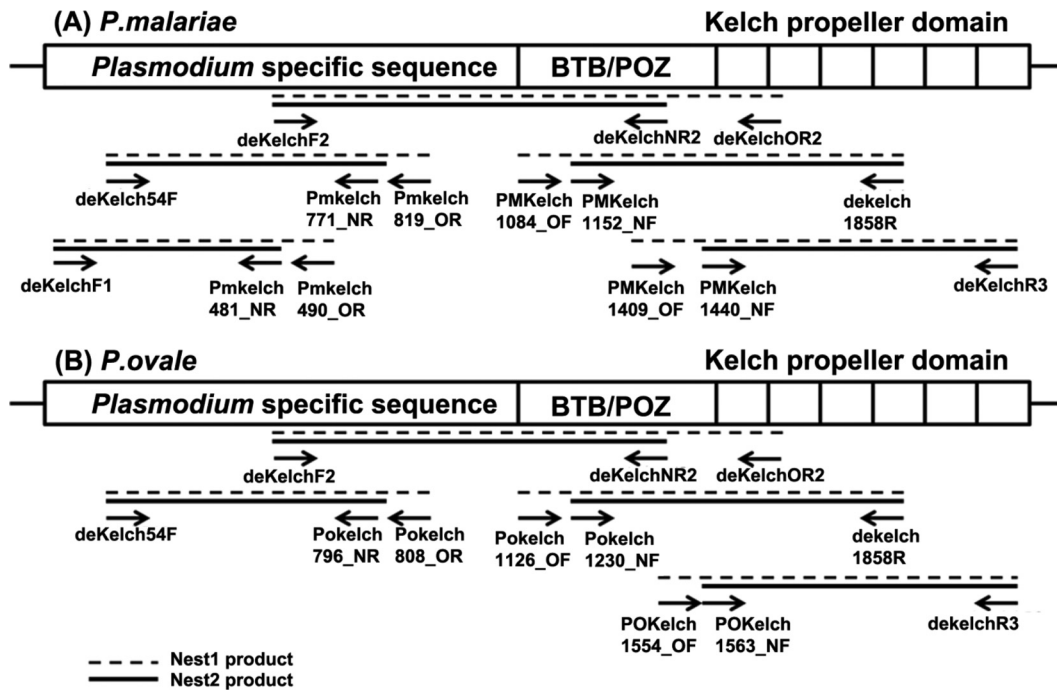 (A) P.malariae
Kelch propeller domain
Plasmodium specific sequence
BTB/POZ
deKelchF2
deKelchNR2
deKelchOR2
deKelch54F
Pmkelch
771_NR
Pmkelch
819_OR
PMKelch
1084_OF
PMKelch
1152_NF
dekelch
1858R
deKelchF1
Pmkelch
481_NR
Pmkelch
490_OR
PMKelch
1409_OF
PMKelch
1440_NF
deKelchR3
(B) P.ovale
Kelch propeller domain
Plasmodium specific sequence
BTB/POZ
deKelchF2
deKelchNR2
deKelchOR2
deKelch54F
Pokelch
796_NR
Pokelch
808_OR
Pokelch
1126_OF
Pokelch
1230_NF
dekelch
1858R
POKelch
1554_OF
POKelch
1563_NF
dekelchR3
Nest1 product
Nest2 product